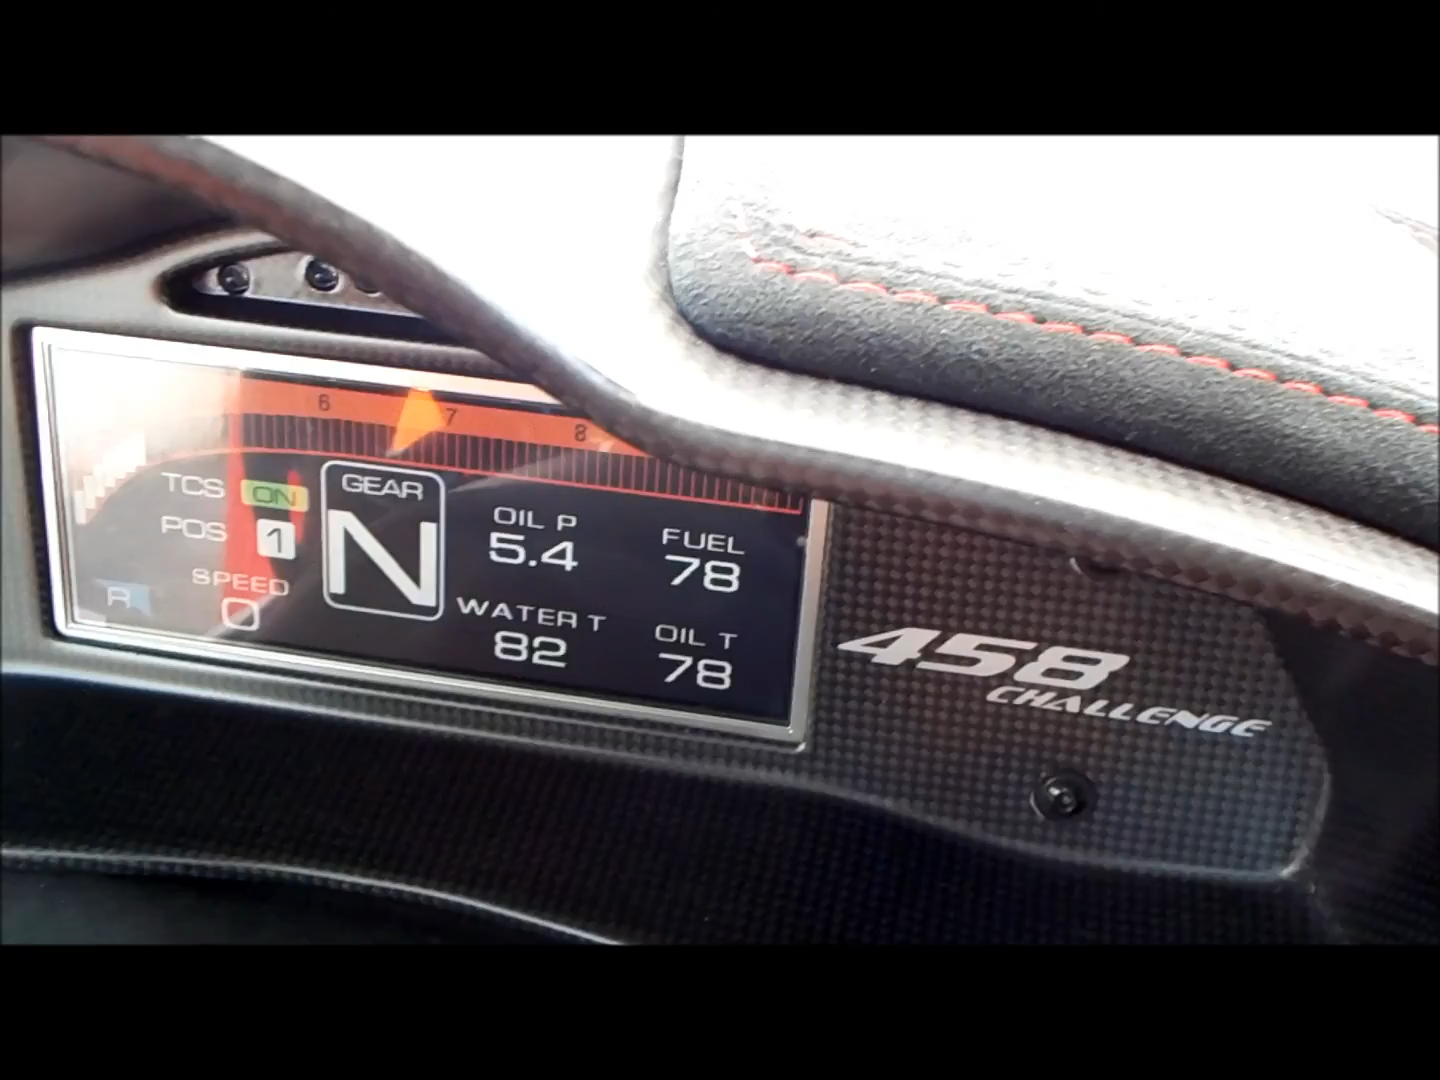 6 7 8
TCS ON
POS 1
SPEED
0
R
GEAR
N
OIL P
5.4
FUEL
78
WATER T
82
OIL T
78
458
CHALLENGE